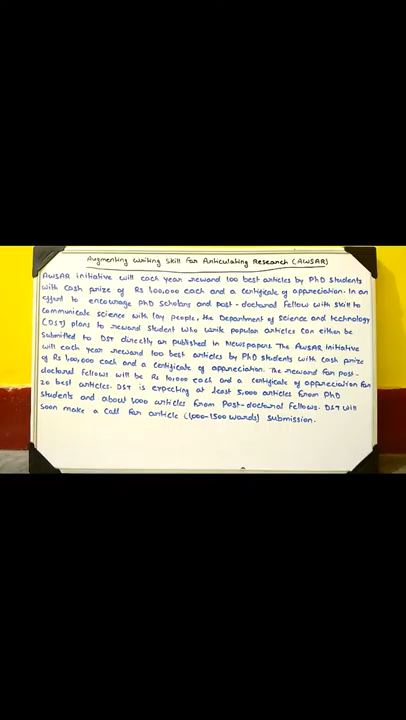 Augmenting Writing Skill for Articulating Research (AWSAR)
AWSAR initiative will each year reward 100 best articles by PhD students
with cash prize of Rs 1,00,000 each and a certificate of appreciation. In an
effort to encourage PhD Scholars and post-doctoral Fellow with skill to
communicate science with lay people, the Department of Science and technology
(DST) plans to reward student who write popular articles can either be
submitted to DST directly or published in Newspapers. The AWSAR Initiative
will each year reward 100 best articles by PhD students with cash prize
of Rs 1,00,000 each and a certificate of appreciation. The reward for post-
doctoral fellows will be Rs 10,000 each and a certificate of appreciation for
20 best articles. DST is expecting at least 5,000 articles from PhD
students and about 1,000 articles from Post-doctoral fellows. DST will
soon make a call for article (1,000-1500 words) submission.